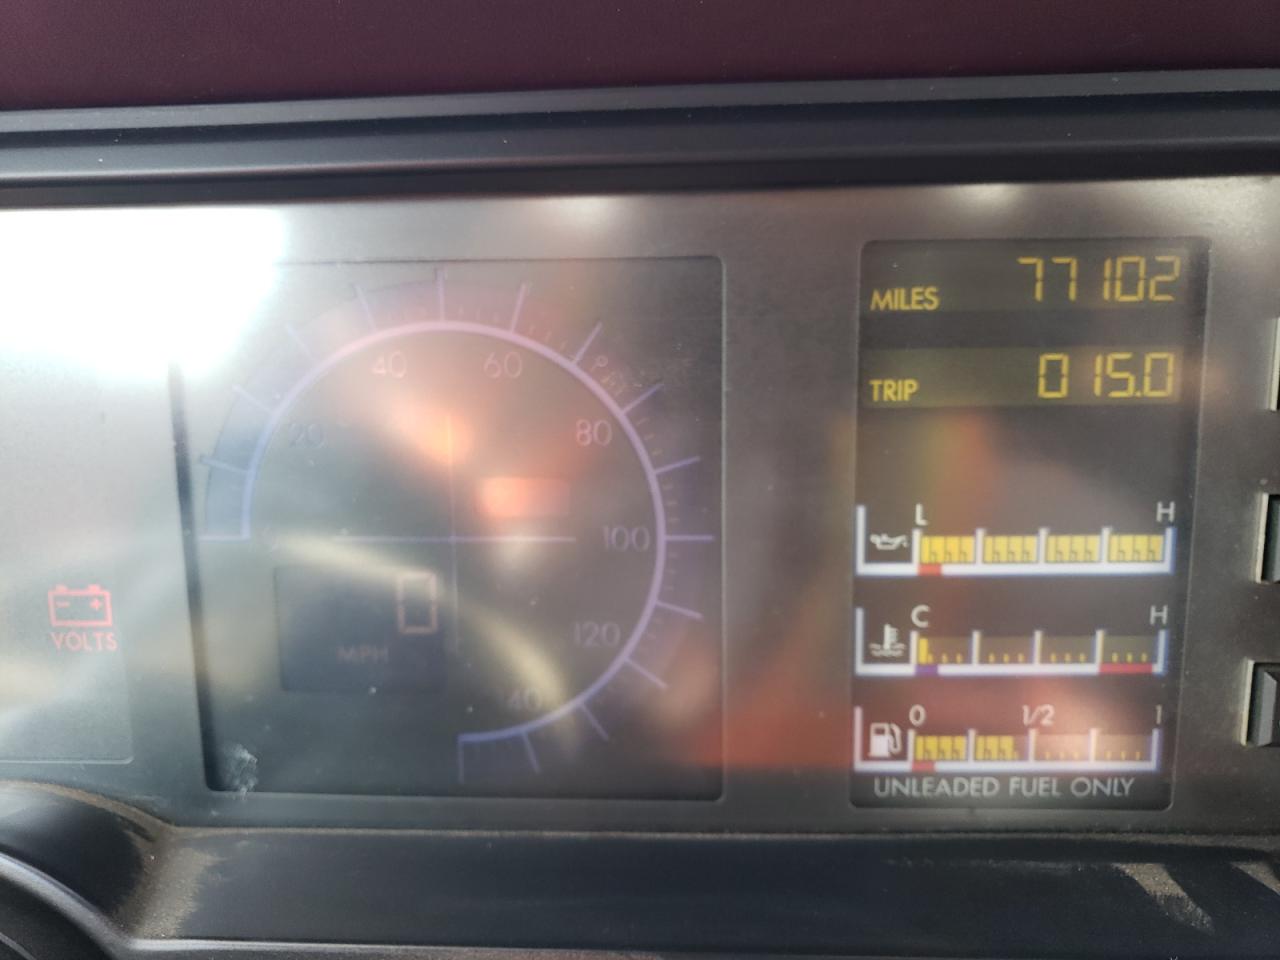 VOLTS
20
40
60
80
100
120
0
MPH
MILES 77102
TRIP 015.0
L H
C H
0 1/2 1
UNLEADED FUEL ONLY